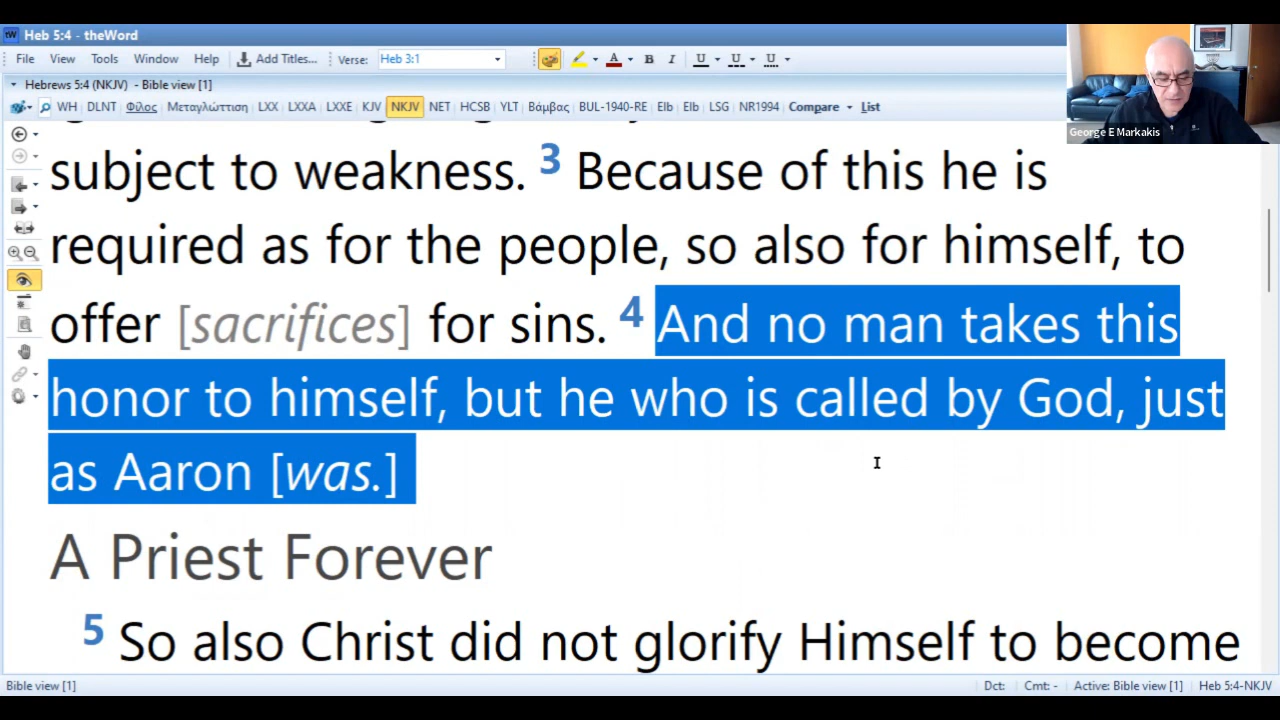 Heb 5:4 - theWord
File View Tools Window Help Add Titles... Verse: Heb 3:1 B I U U U
George E Markakis
Hebrews 5:4 (NKJV) - Bible view [1]
WH DLNT Φίλος Μεταγλώττιση LXX LXXA LXXE KJV NKJV NET HCSB YLT Βάμβας BUL-1940-RE Elb Elb LSG NR1994 Compare List
subject to weakness. 3 Because of this he is
required as for the people, so also for himself, to
offer [sacrifices] for sins. 4 And no man takes this
honor to himself, but he who is called by God, just
as Aaron [was.]
A Priest Forever
5 So also Christ did not glorify Himself to become
Bible view [1] Dct: Cmt: - Active: Bible view [1] Heb 5:4-NKJV